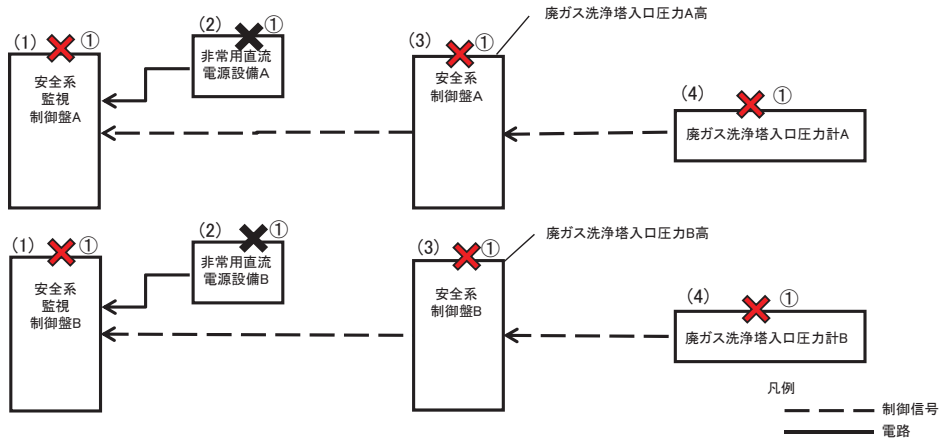 廃ガス洗浄塔入口圧力A高
(1) ①
(2) ①
(3) ①
非常用直流
電源設備A
安全系
監視
制御盤A
安全系
制御盤A
(4) ①
廃ガス洗浄塔入口圧力計A
廃ガス洗浄塔入口圧力B高
(1) ①
(2) ①
(3) ①
非常用直流
電源設備B
安全系
監視
制御盤B
安全系
制御盤B
(4) ①
廃ガス洗浄塔入口圧力計B
凡例
制御信号
電路